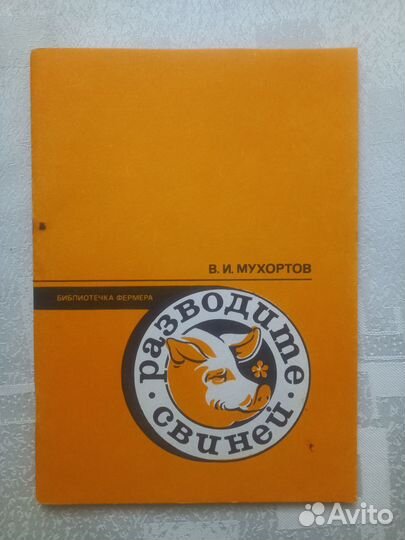 В. И. МУХОРТОВ
БИБЛИОТЕЧКА ФЕРМЕРА
· разводите ·
свиней
Avito